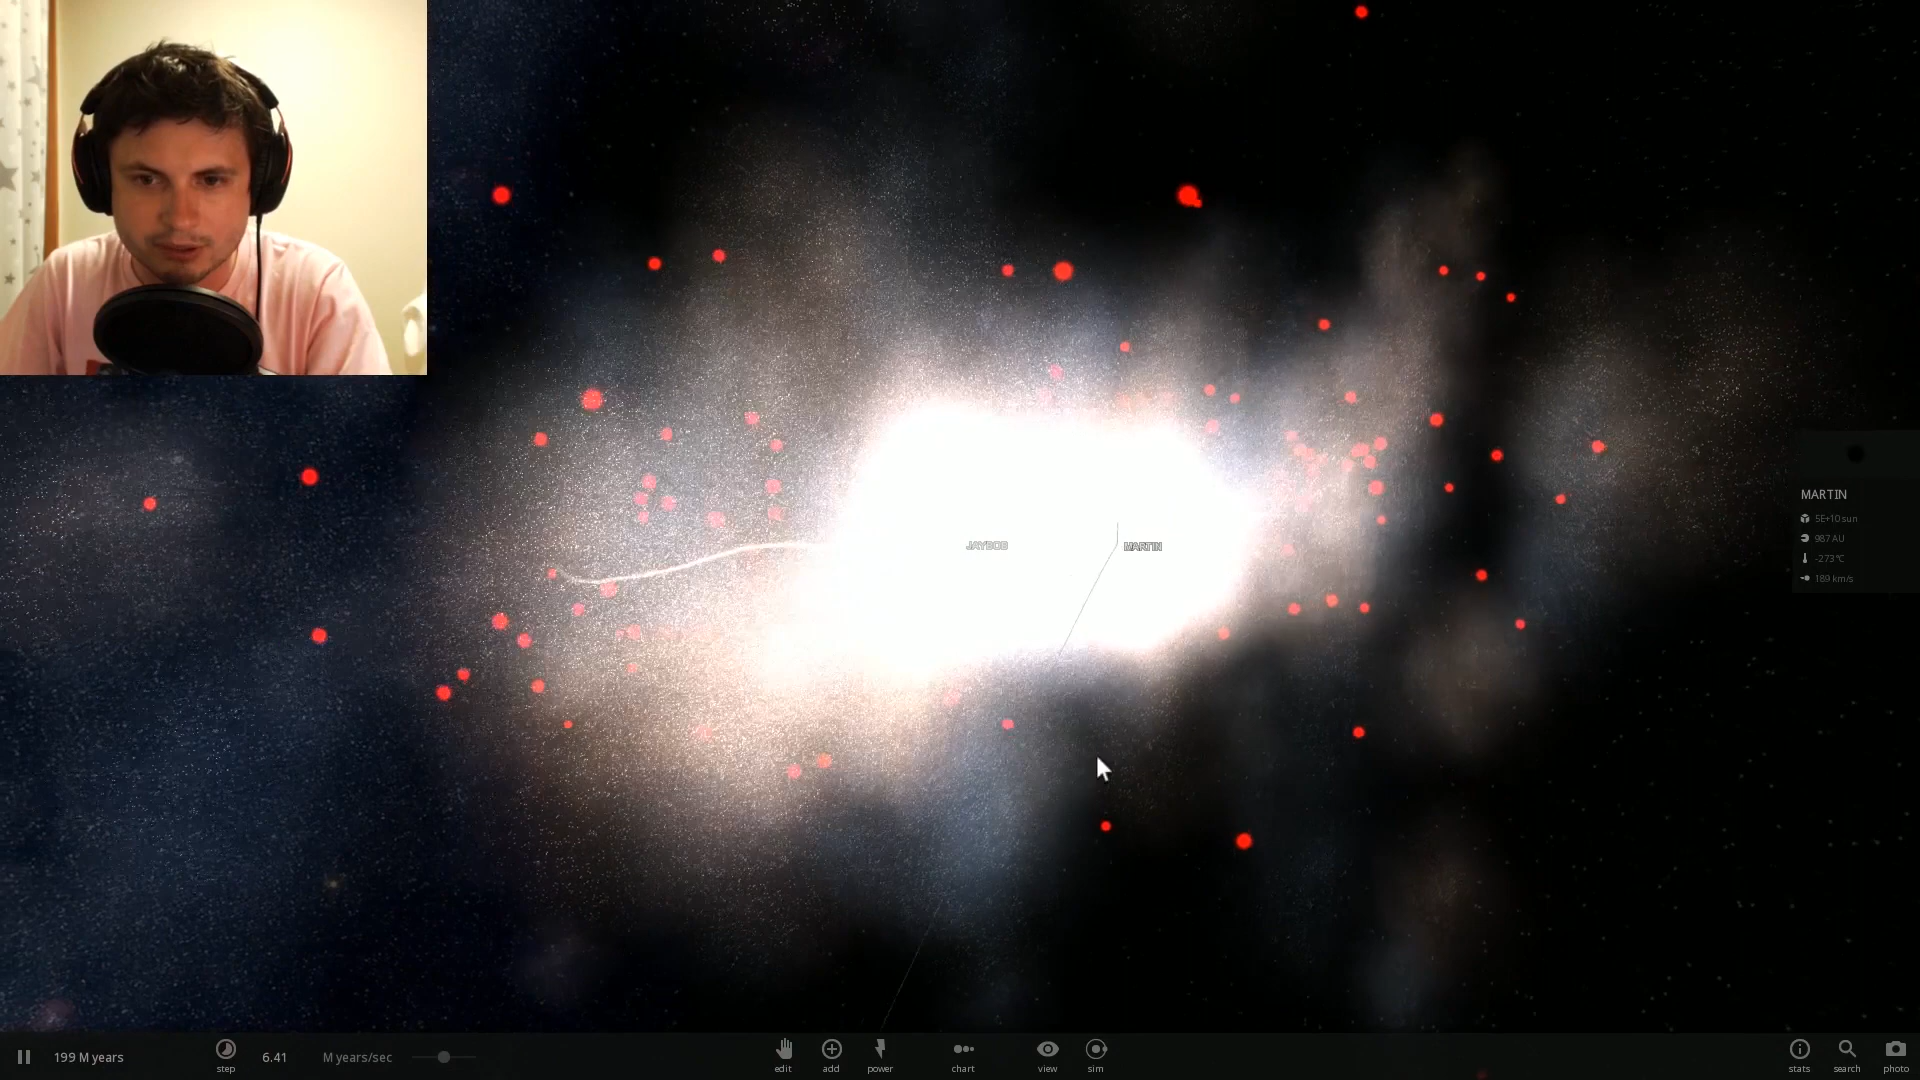 JAYBOB
MARTIN
MARTIN
5E+10 sun
987 AU
-273°C
189 km/s
199 M years
step
6.41
M years/sec
edit
add
power
chart
view
sim
stats
search
photo